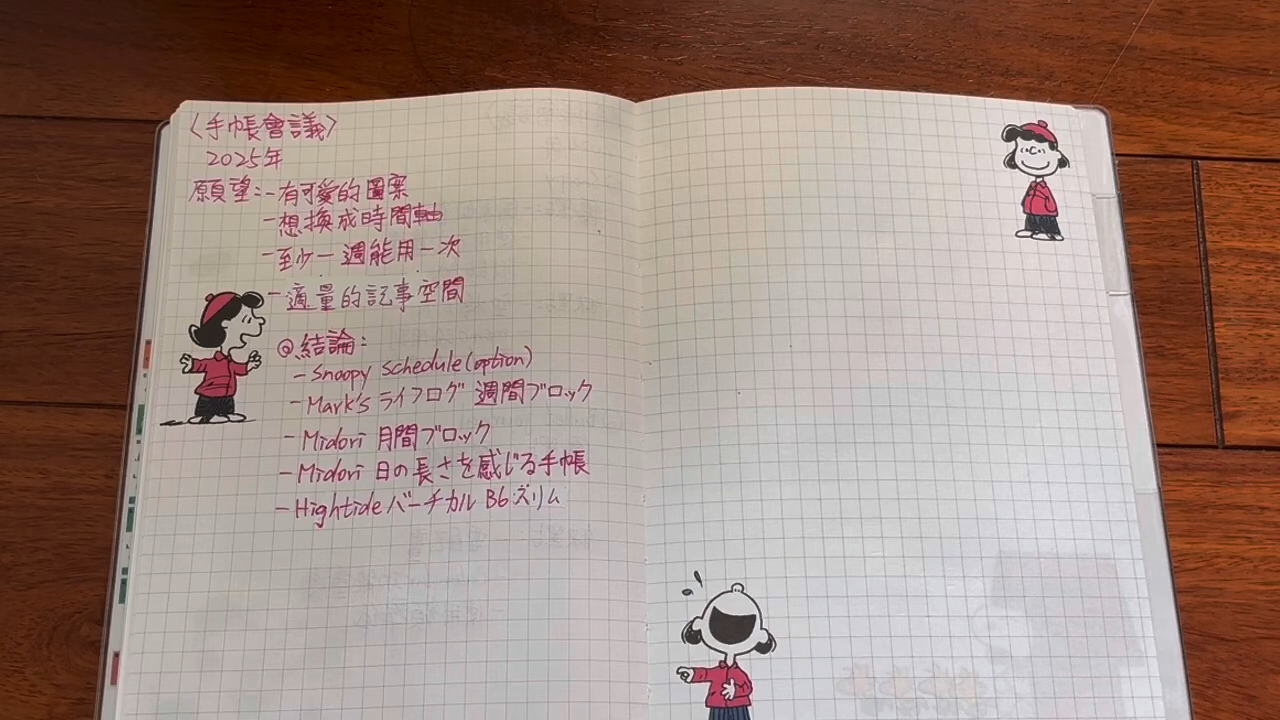 〈手帳會議〉
2025年
願望:-有可愛的圖案
-想換成時間軸
-至少一週能用一次
-適量的記事空間
@結論:
-Snoopy schedule(option)
-Mark's ライフログ 週間ブロック
-Midori 月間ブロック
-Midori 日の長さを感じる手帳
-Hightide バーチカル B6スリム